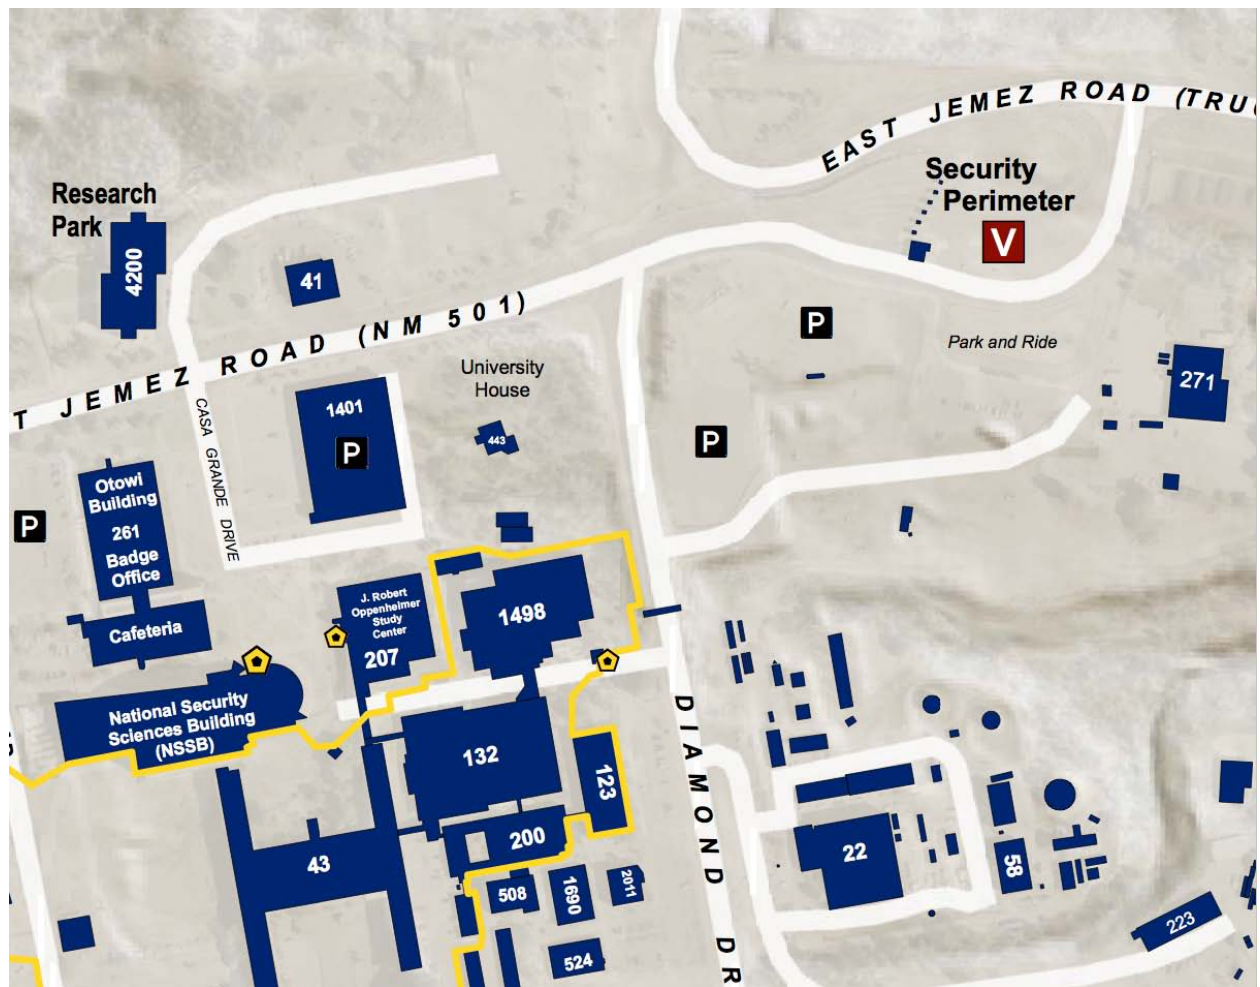 EAST JEMEZ ROAD (TRU
Security
Perimeter
V
Research
Park
4200
41
T JEMEZ ROAD (NM 501)
P
Park and Ride
271
University
House
1401
P
443
P
CASA GRANDE DRIVE
Otowi
Building
261
Badge
Office
P
Cafeteria
J. Robert
Oppenheimer
Study
Center
207
1498
National Security
Sciences Building
(NSSB)
132
123
DIAMOND DR
200
43
22
58
508
1690
2011
223
524